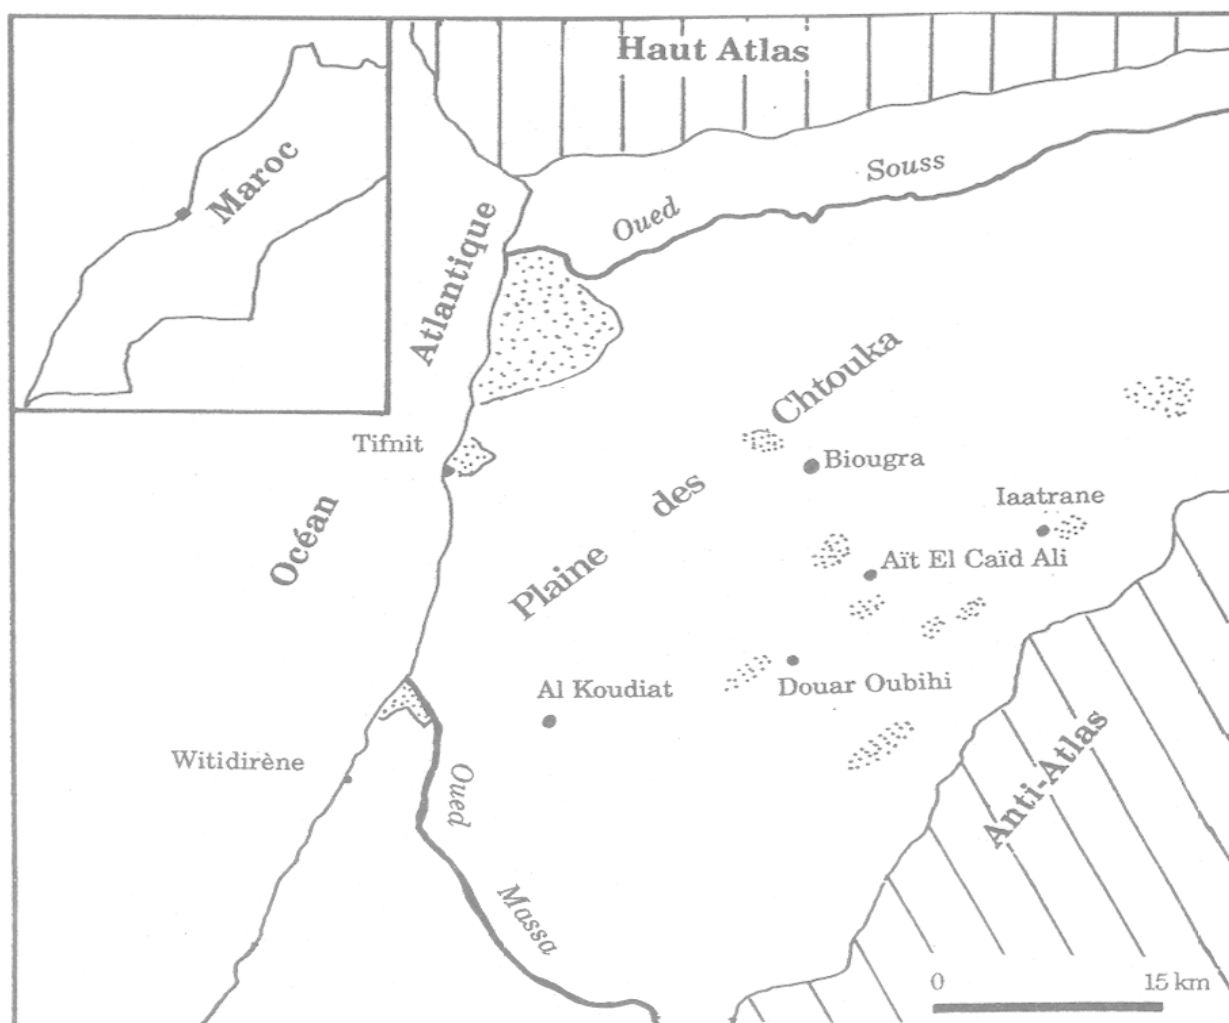 Haut Atlas
Maroc
Oued Souss
Océan Atlantique
Plaine des Chtouka
Tifnit
Biougra
Iaatrane
Aït El Caïd Ali
Al Koudiat
Douar Oubihi
Witidirène
Oued Massa
Anti-Atlas
0 15 km